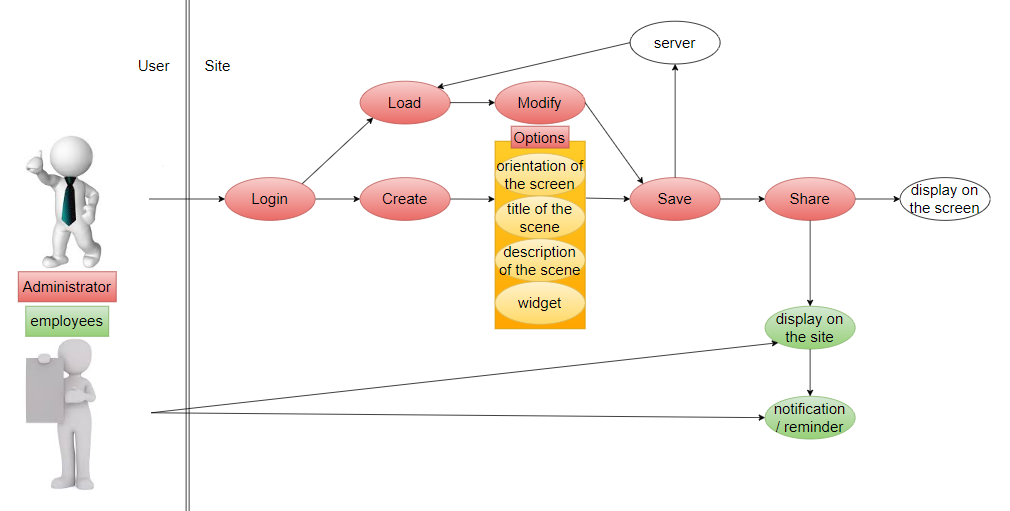 server
User
Site
Load
Modify
Options
orientation of
the screen
title of the
scene
description
of the scene
widget
Login
Create
Save
Share
display on
the screen
Administrator
employees
display on
the site
notification
/ reminder